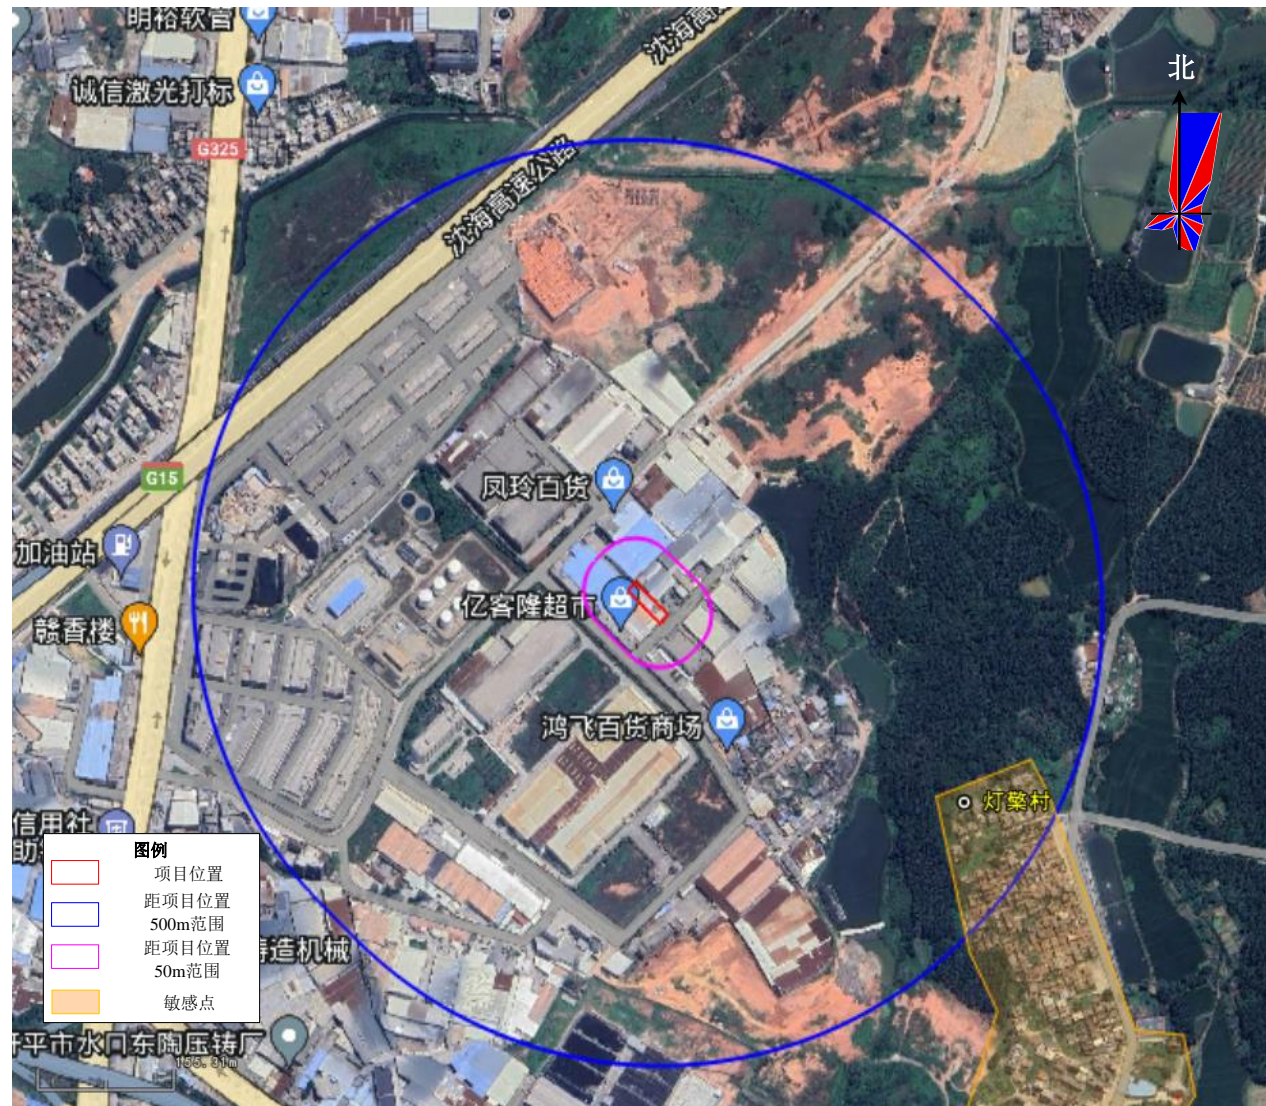 明裕软管
沈海高速
北
诚信激光打标
G325
沈海高速公路
G15
凤玲百货
加油站
亿客隆超市
赣香楼
鸿飞百货商场
灯檠村
信用社
图例
项目位置
距项目位置
500m范围
距项目位置
50m范围
敏感点
铸造机械
开平市水口东陶压铸厂
155.31m